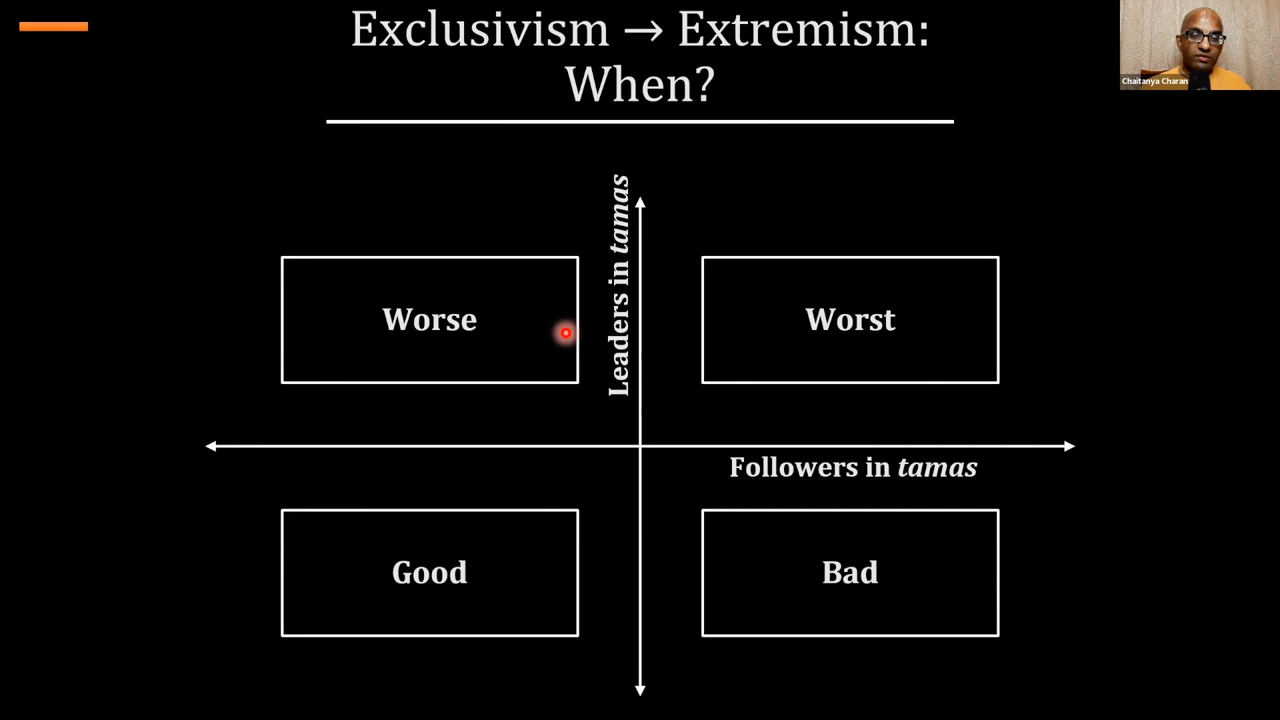 Exclusivism → Extremism:
When?
Chaitanya Charan
Leaders in tamas
Worse
Worst
Followers in tamas
Good
Bad